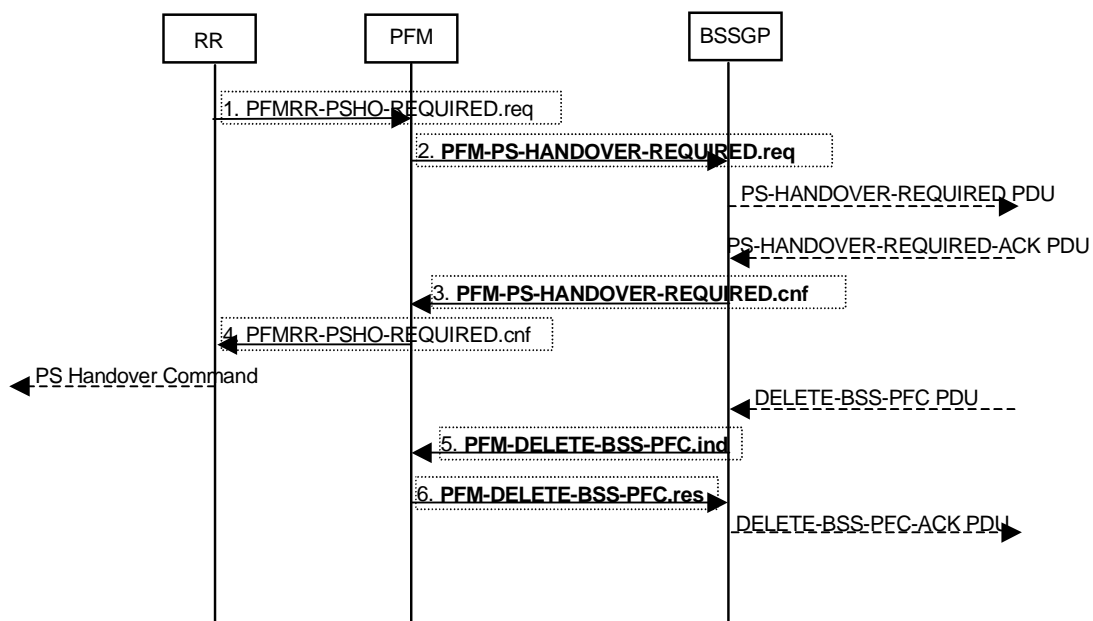 RR
PFM
BSSGP
1. PFMRR-PSHO-REQUIRED.req
2. PFM-PS-HANDOVER-REQUIRED.req
PS-HANDOVER-REQUIRED PDU
PS-HANDOVER-REQUIRED-ACK PDU
3. PFM-PS-HANDOVER-REQUIRED.cnf
4. PFMRR-PSHO-REQUIRED.cnf
PS Handover Command
DELETE-BSS-PFC PDU
5. PFM-DELETE-BSS-PFC.ind
6. PFM-DELETE-BSS-PFC.res
DELETE-BSS-PFC-ACK PDU